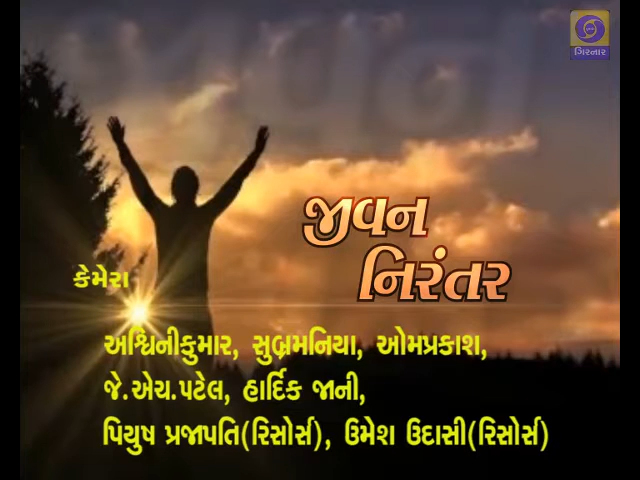 ગિરનાર
જીવન
નિરંતર
કેમેરા
અશ્વિનીકુમાર, સુબ્રમનિયા, ઓમપ્રકાશ,
જે.એચ.પટેલ, હાર્દિક જાની,
પિયુષ પ્રજાપતિ(રિસોર્સ), ઉમેશ ઉદાસી(રિસોર્સ)